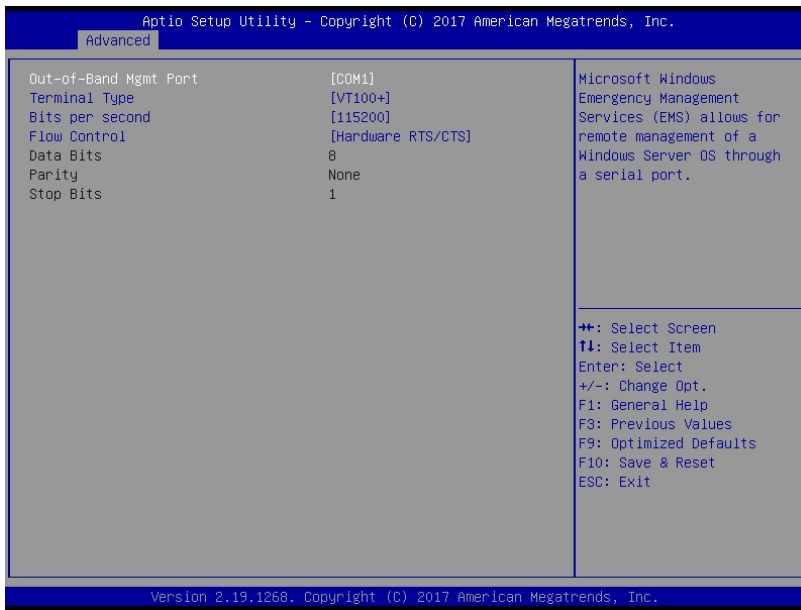 Aptio Setup Utility – Copyright (C) 2017 American Megatrends, Inc.
Advanced
Out-of-Band Mgmt Port [COM1]
Terminal Type [VT100+]
Bits per second [115200]
Flow Control [Hardware RTS/CTS]
Data Bits 8
Parity None
Stop Bits 1
Microsoft Windows
Emergency Management
Services (EMS) allows for
remote management of a
Windows Server OS through
a serial port.
→←: Select Screen
↑↓: Select Item
Enter: Select
+/-: Change Opt.
F1: General Help
F3: Previous Values
F9: Optimized Defaults
F10: Save & Reset
ESC: Exit
Version 2.19.1268. Copyright (C) 2017 American Megatrends, Inc.